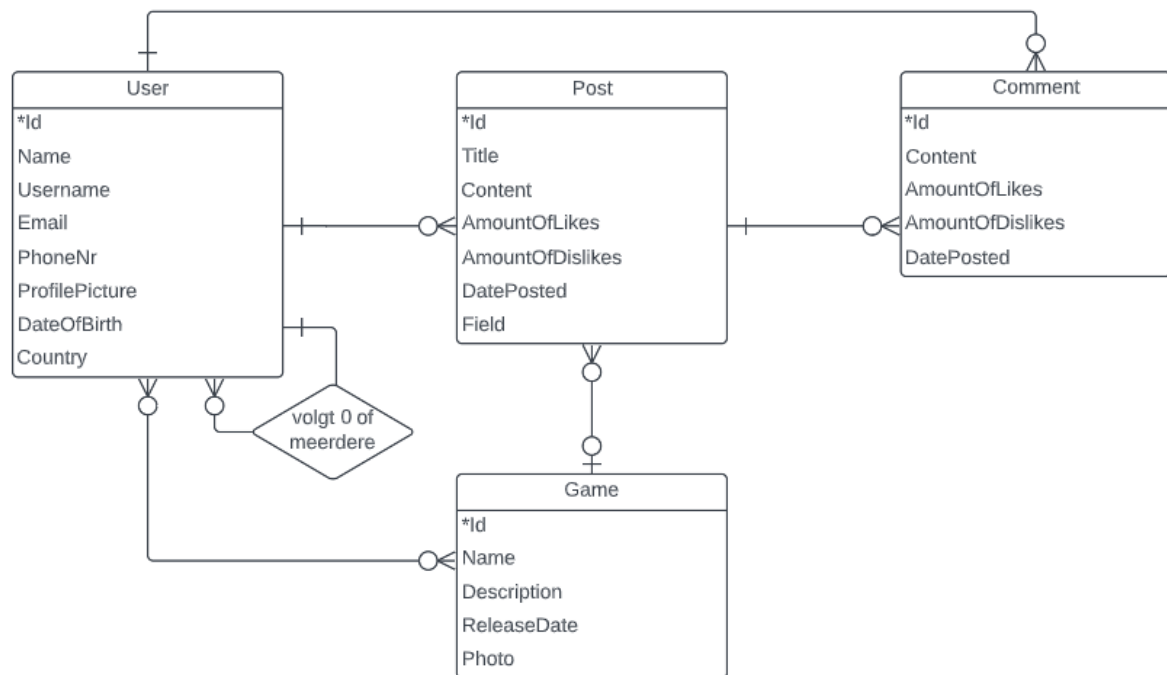 User
*Id
Name
Username
Email
PhoneNr
ProfilePicture
DateOfBirth
Country
volgt 0 of
meerdere
Post
*Id
Title
Content
AmountOfLikes
AmountOfDislikes
DatePosted
Field
Comment
*Id
Content
AmountOfLikes
AmountOfDislikes
DatePosted
Game
*Id
Name
Description
ReleaseDate
Photo